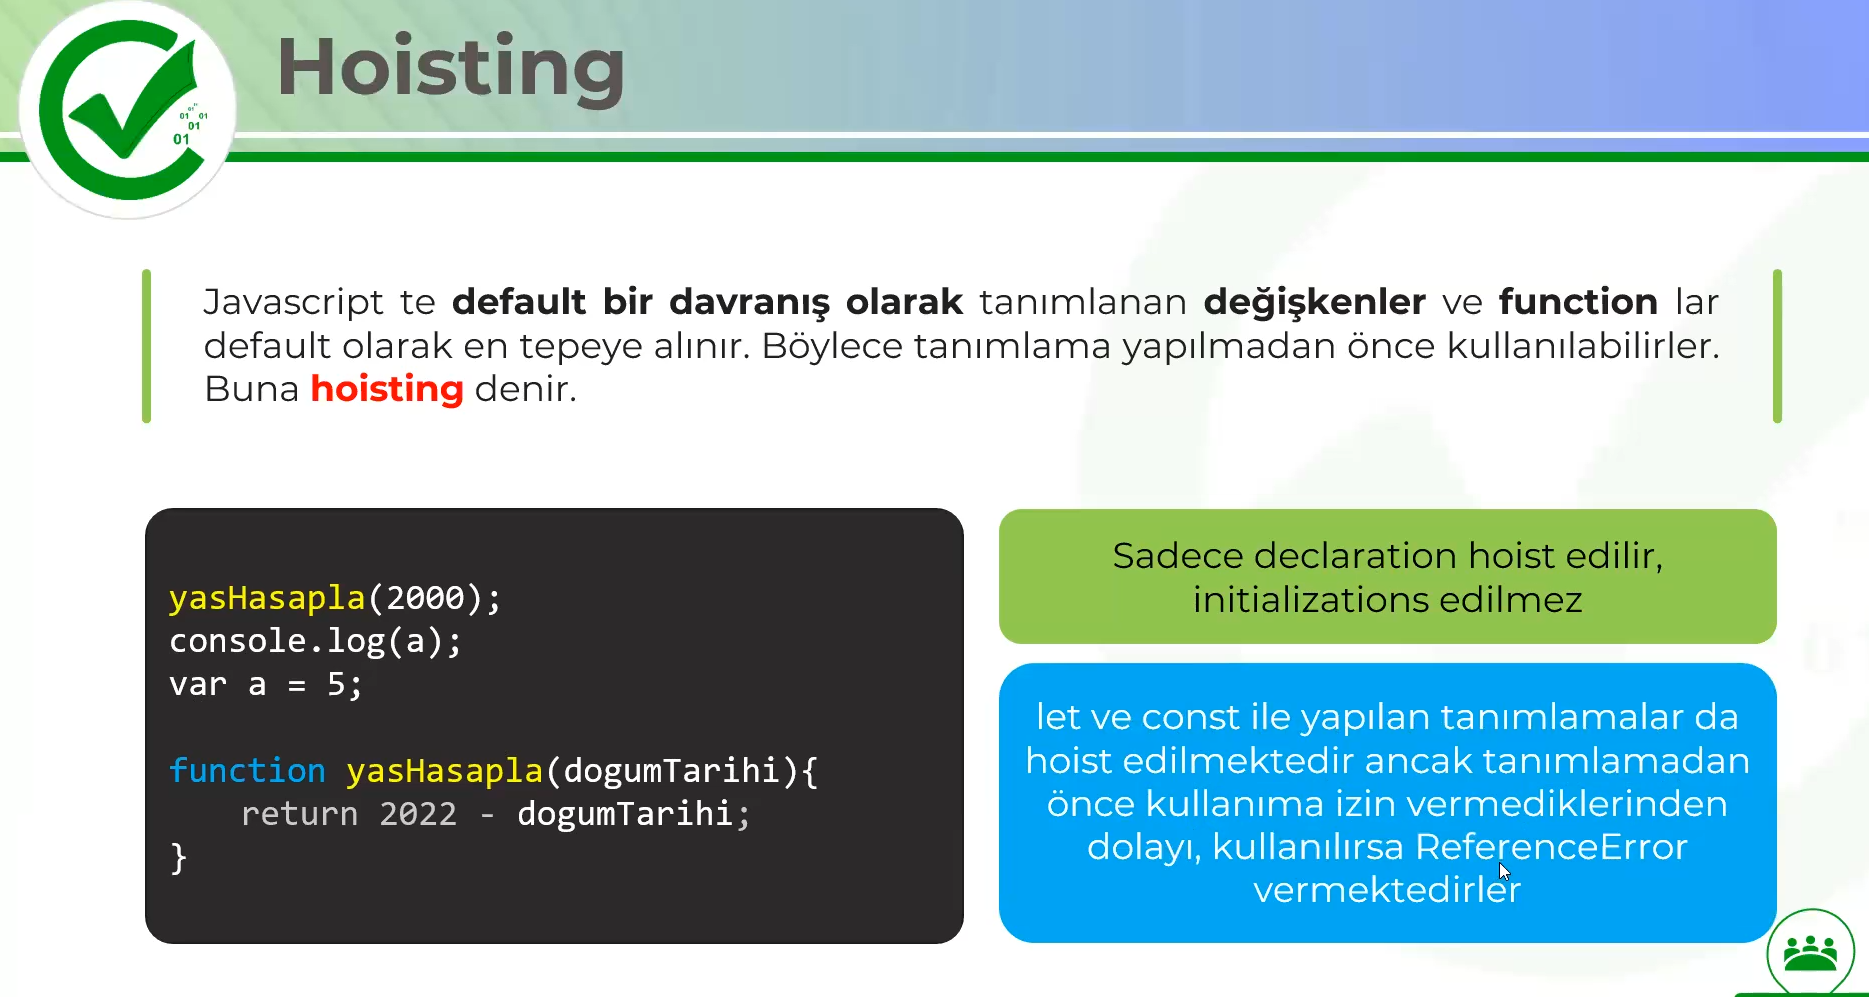 Hoisting
01
01 01
01
01
Javascript te default bir davranış olarak tanımlanan değişkenler ve function lar
default olarak en tepeye alınır. Böylece tanımlama yapılmadan önce kullanılabilirler.
Buna hoisting denir.
yasHasapla(2000);
console.log(a);
var a = 5;
function yasHasapla(dogumTarihi){
return 2022 - dogumTarihi;
}
Sadece declaration hoist edilir,
initializations edilmez
let ve const ile yapılan tanımlamalar da
hoist edilmektedir ancak tanımlamadan
önce kullanıma izin vermediklerinden
dolayı, kullanılırsa ReferenceError
vermektedirler